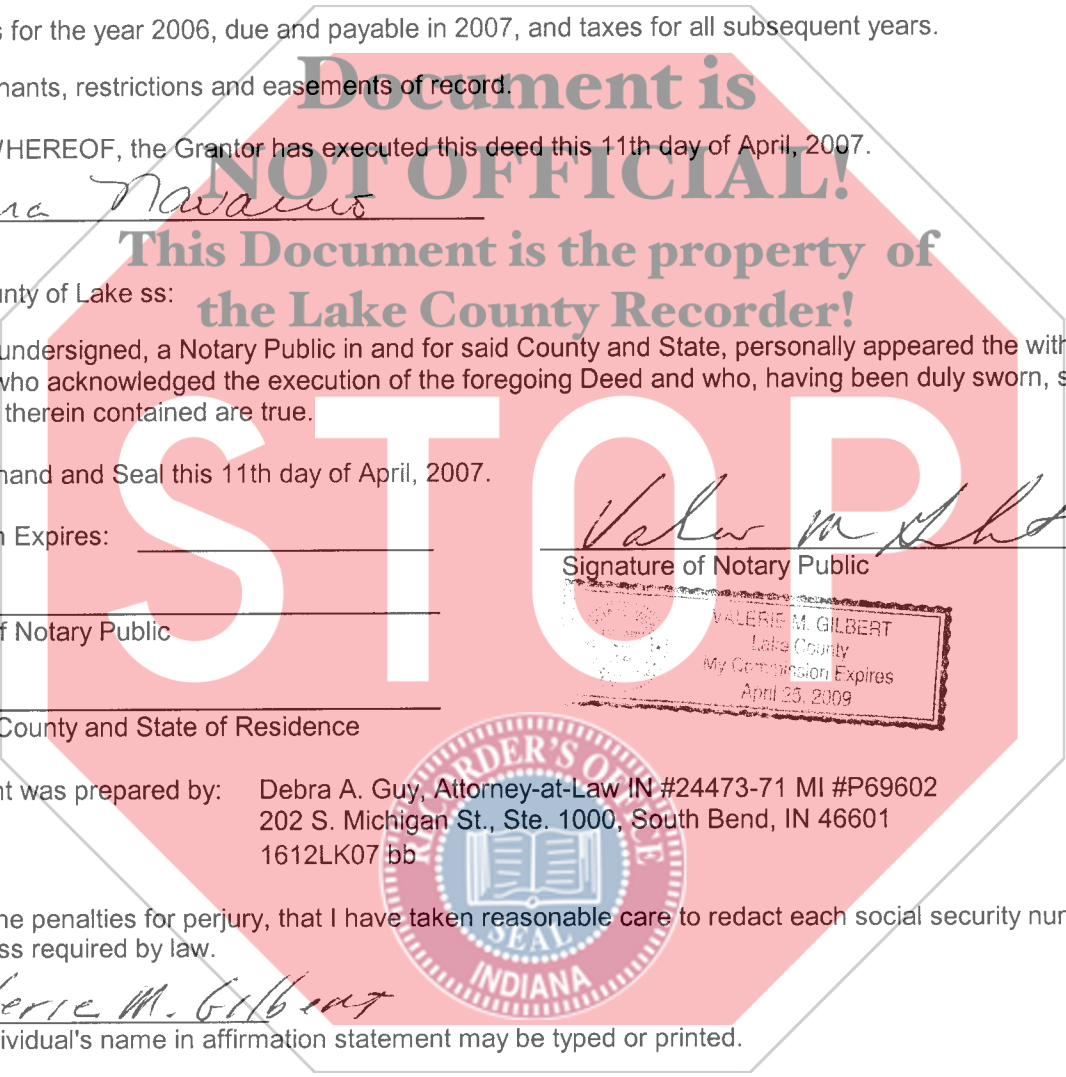 s for the year 2006, due and payable in 2007, and taxes for all subsequent years.
Document is
nants, restrictions and easements of record.
WHEREOF, the Grantor has executed this deed this 11th day of April, 2007.
NOT OFFICIAL!
na Navarro
This Document is the property of
unty of Lake ss:
the Lake County Recorder!
undersigned, a Notary Public in and for said County and State, personally appeared the with
who acknowledged the execution of the foregoing Deed and who, having been duly sworn, s
therein contained are true.
STOP
hand and Seal this 11th day of April, 2007.
n Expires:
Valerie M Gilbert
Signature of Notary Public
VALERIE M. GILBERT
Lake County
My Commission Expires
April 25, 2009
f Notary Public
County and State of Residence
RECORDER'S OFFICE
nt was prepared by: Debra A. Guy, Attorney-at-Law IN #24473-71 MI #P69602
202 S. Michigan St., Ste. 1000, South Bend, IN 46601
1612LK07 bb
he penalties for perjury, that I have taken reasonable care to redact each social security nur
SEAL
ss required by law.
INDIANA
lerie M. Gilbert
ividual's name in affirmation statement may be typed or printed.